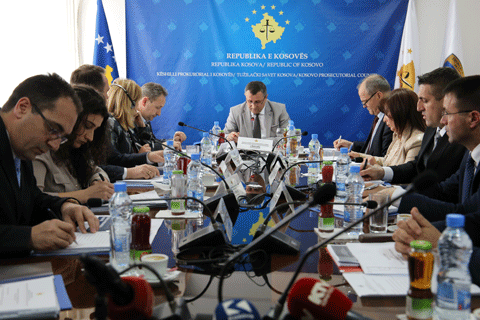 REPUBLIKA E KOSOVËS
REPUBLIKA KOSOVA / REPUBLIC OF KOSOVO
KËSHILLI PROKURORIAL I KOSOVËS / TUŽILAČKI SAVET KOSOVA / KOSOVO PROSECUTORIAL COUNCIL